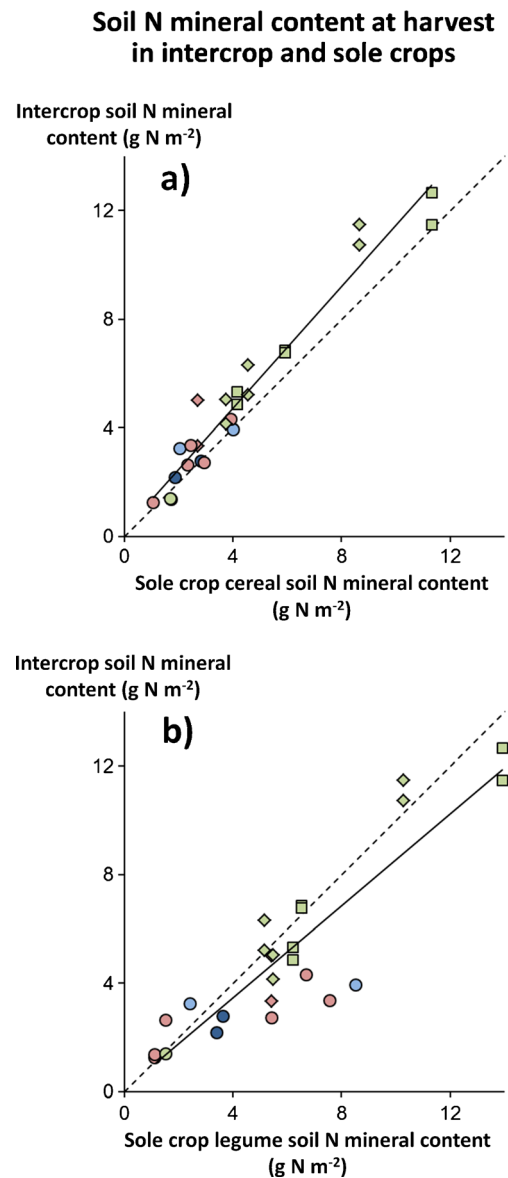 Soil N mineral content at harvest
in intercrop and sole crops
Intercrop soil N mineral
content (g N m-2)
a)
12
8
4
0
0 4 8 12
Sole crop cereal soil N mineral content
(g N m-2)
Intercrop soil N mineral
content (g N m-2)
b)
12
8
4
0
0 4 8 12
Sole crop legume soil N mineral content
(g N m-2)